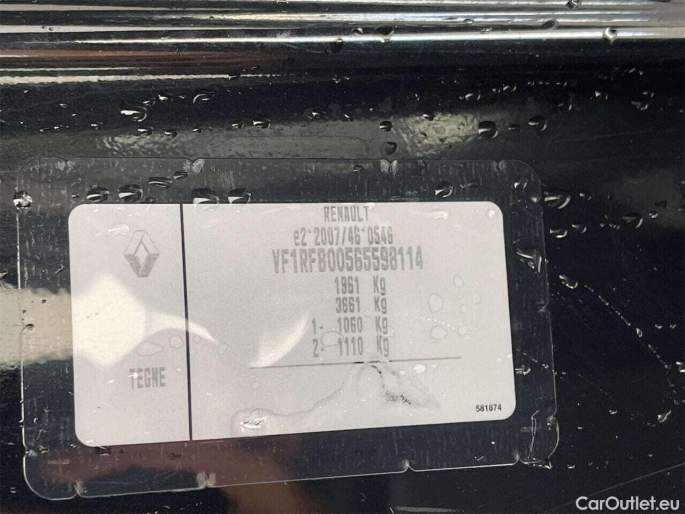 RENAULT
e2*2007/46*0546
VF1RFB00565598114
1961 Kg
3661 Kg
1- 1060 Kg
2- 1110 Kg
TEGNE
581874
CarOutlet.eu